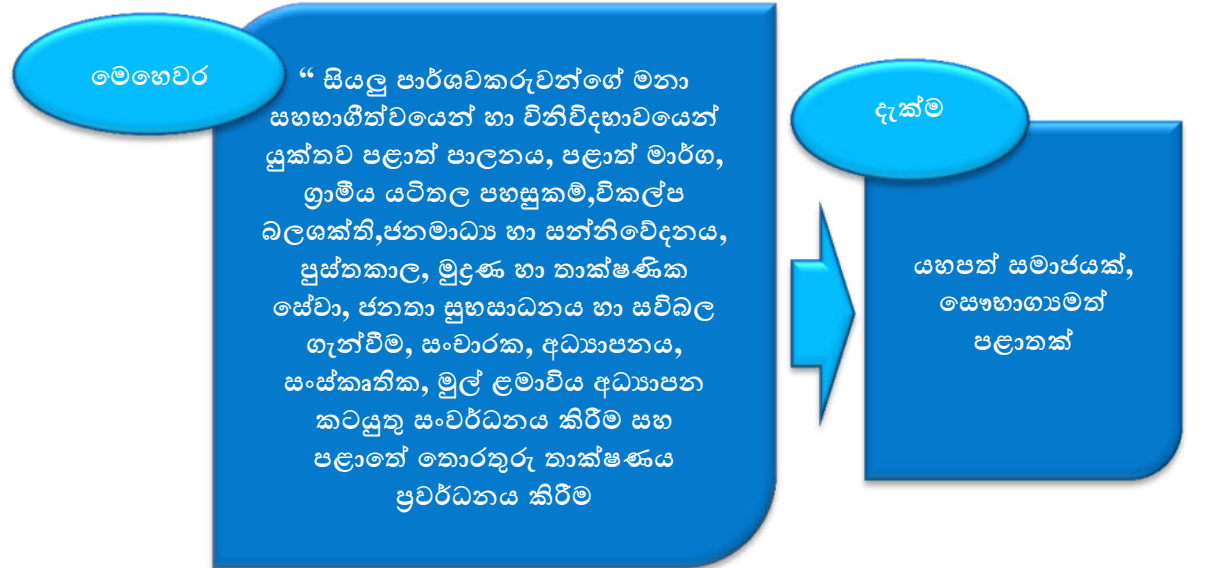 මෙහෙවර
“ සියලු පාර්ශවකරුවන්ගේ මනා
සහභාගීත්වයෙන් හා විනිවිදභාවයෙන්
යුක්තව පළාත් පාලනය, පළාත් මාර්ග,
ග්‍රාමීය යටිතල පහසුකම්,විකල්ප
බලශක්ති,ජනමාධ්‍ය හා සන්නිවේදනය,
පුස්තකාල, මුද්‍රණ හා තාක්ෂණික
සේවා, ජනතා සුභසාධනය හා සවිබල
ගැන්වීම, සංචාරක, අධ්‍යාපනය,
සංස්කෘතික, මුල් ළමාවිය අධ්‍යාපන
කටයුතු සංවර්ධනය කිරීම සහ
පළාතේ තොරතුරු තාක්ෂණය
ප්‍රවර්ධනය කිරීම
දැක්ම
යහපත් සමාජයක්,
සෞභාග්‍යමත්
පළාතක්